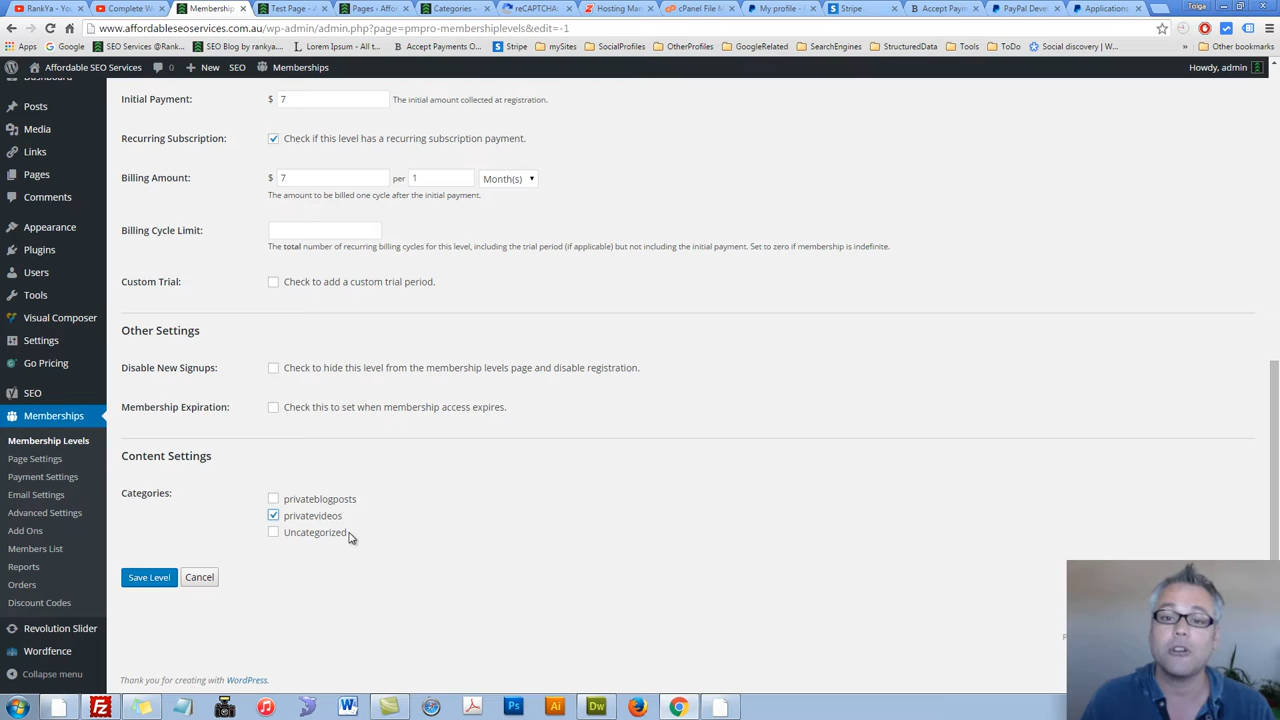 RankYa - Y
Complete W
Membership
Test Page - A
Pages - Affor
Categories -
reCAPTCHA:
Hosting Man
cPanel File M
My profile -
Stripe
Accept Paym
PayPal Devel
Applications
Tolga
www.affordableseoservices.com.au/wp-admin/admin.php?page=pmpro-membershiplevels&edit=-1
Apps
Google
SEO Services @Rank...
SEO Blog by rankya...
Lorem Ipsum - All t...
Accept Payments O...
Stripe
mySites
SocialProfiles
OtherProfiles
GoogleRelated
SearchEngines
StructuredData
Tools
ToDo
Social discovery | w...
»
Other bookmarks
Affordable SEO Services
0
+ New
SEO
Memberships
Howdy, admin
Dashboard
Posts
Media
Links
Pages
Comments
Appearance
Plugins
Users
Tools
Visual Composer
Settings
Go Pricing
SEO
Memberships
Membership Levels
Page Settings
Payment Settings
Email Settings
Advanced Settings
Add Ons
Members List
Reports
Orders
Discount Codes
Revolution Slider
Wordfence
Collapse menu
Initial Payment:
$ 7 The initial amount collected at registration.
Recurring Subscription:
Check if this level has a recurring subscription payment.
Billing Amount:
$ 7 per 1 Month(s)
The amount to be billed one cycle after the initial payment.
Billing Cycle Limit:
The total number of recurring billing cycles for this level, including the trial period (if applicable) but not including the initial payment. Set to zero if membership is indefinite.
Custom Trial:
Check to add a custom trial period.
Other Settings
Disable New Signups:
Check to hide this level from the membership levels page and disable registration.
Membership Expiration:
Check this to set when membership access expires.
Content Settings
Categories:
privateblogposts
privatevideos
Uncategorized
Save Level
Cancel
Thank you for creating with WordPress.
Fz
W
Ps
Ai
Dw